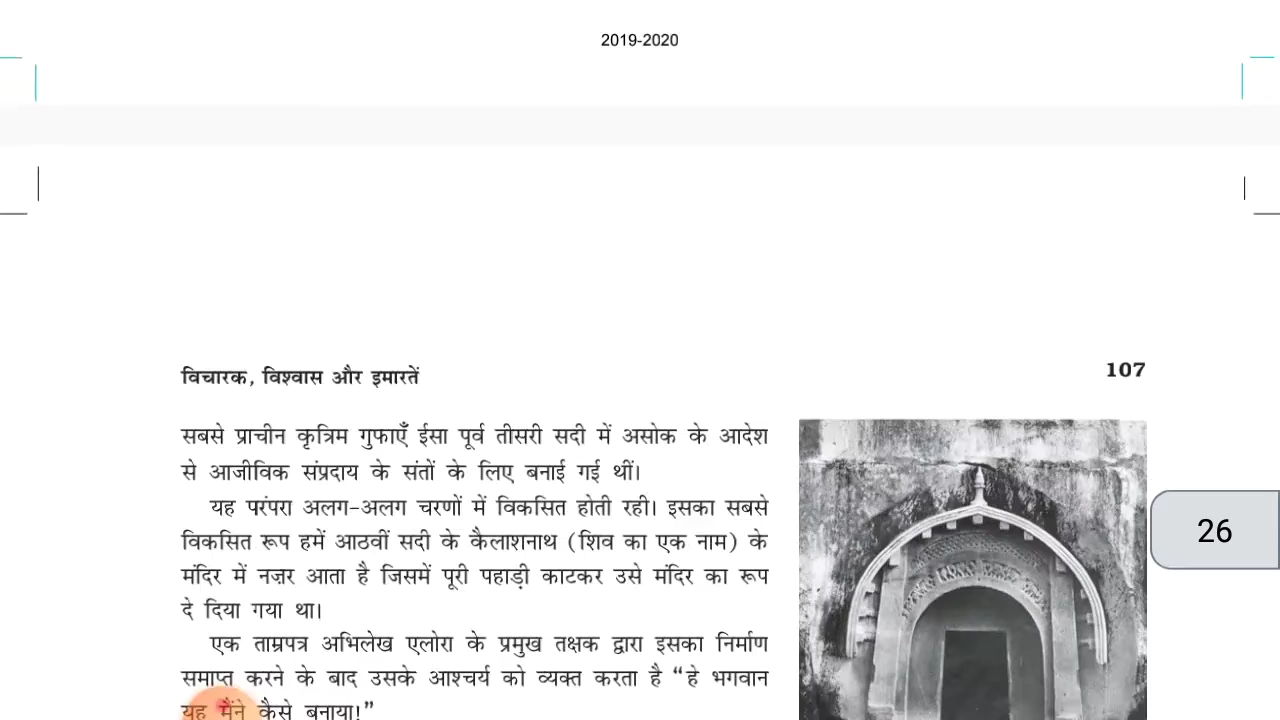 2019-2020
विचारक, विश्वास और इमारतें
107
सबसे प्राचीन कृत्रिम गुफाएँ ईसा पूर्व तीसरी सदी में असोक के आदेश
से आजीविक संप्रदाय के संतों के लिए बनाई गई थीं।
यह परंपरा अलग-अलग चरणों में विकसित होती रही। इसका सबसे
विकसित रूप हमें आठवीं सदी के कैलाशनाथ (शिव का एक नाम) के
मंदिर में नज़र आता है जिसमें पूरी पहाड़ी काटकर उसे मंदिर का रूप
दे दिया गया था।
एक ताम्रपत्र अभिलेख एलोरा के प्रमुख तक्षक द्वारा इसका निर्माण
समाप्त करने के बाद उसके आश्चर्य को व्यक्त करता है “हे भगवान
यह मैंने कैसे बनाया!”
26